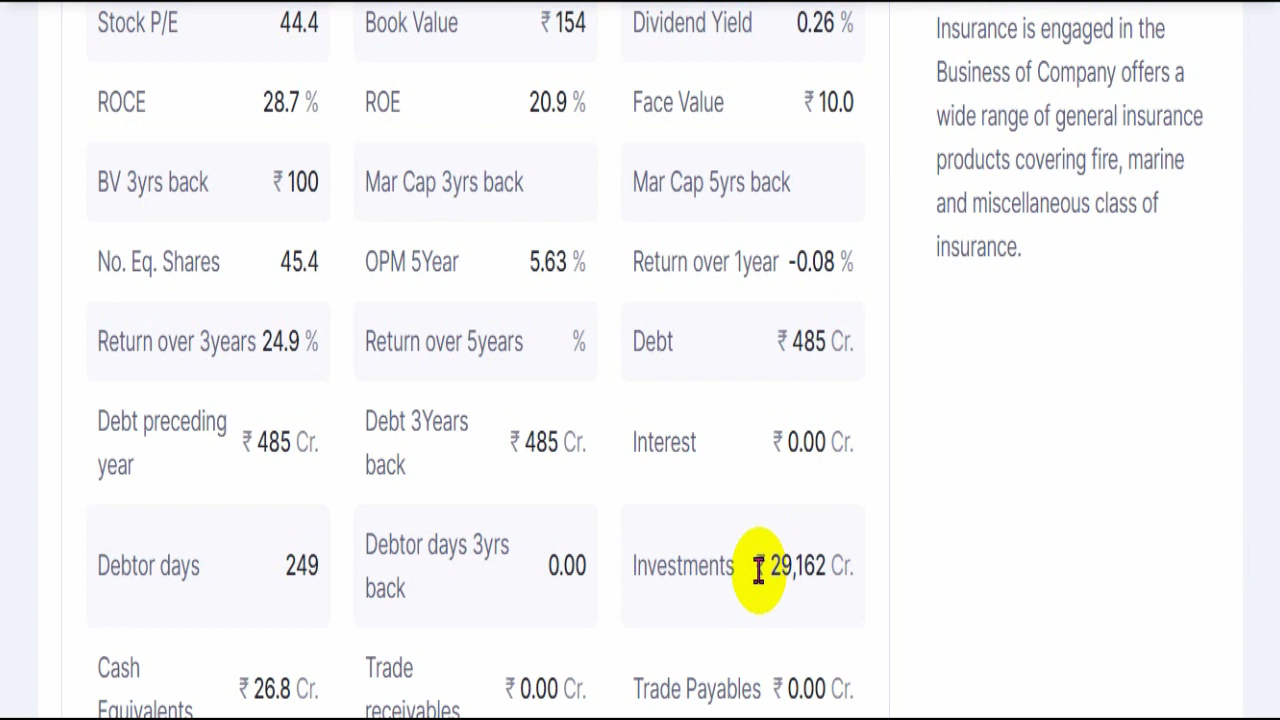 Stock P/E 44.4 Book Value ₹ 154 Dividend Yield 0.26 %
ROCE 28.7 % ROE 20.9 % Face Value ₹ 10.0
BV 3yrs back ₹ 100 Mar Cap 3yrs back Mar Cap 5yrs back
No. Eq. Shares 45.4 OPM 5Year 5.63 % Return over 1year -0.08 %
Return over 3years 24.9 % Return over 5years % Debt ₹ 485 Cr.
Debt preceding year ₹ 485 Cr. Debt 3Years back ₹ 485 Cr. Interest ₹ 0.00 Cr.
Debtor days 249 Debtor days 3yrs back 0.00 Investments ₹ 29,162 Cr.
Cash Equivalents ₹ 26.8 Cr. Trade receivables ₹ 0.00 Cr. Trade Payables ₹ 0.00 Cr.
Insurance is engaged in the
Business of Company offers a
wide range of general insurance
products covering fire, marine
and miscellaneous class of
insurance.